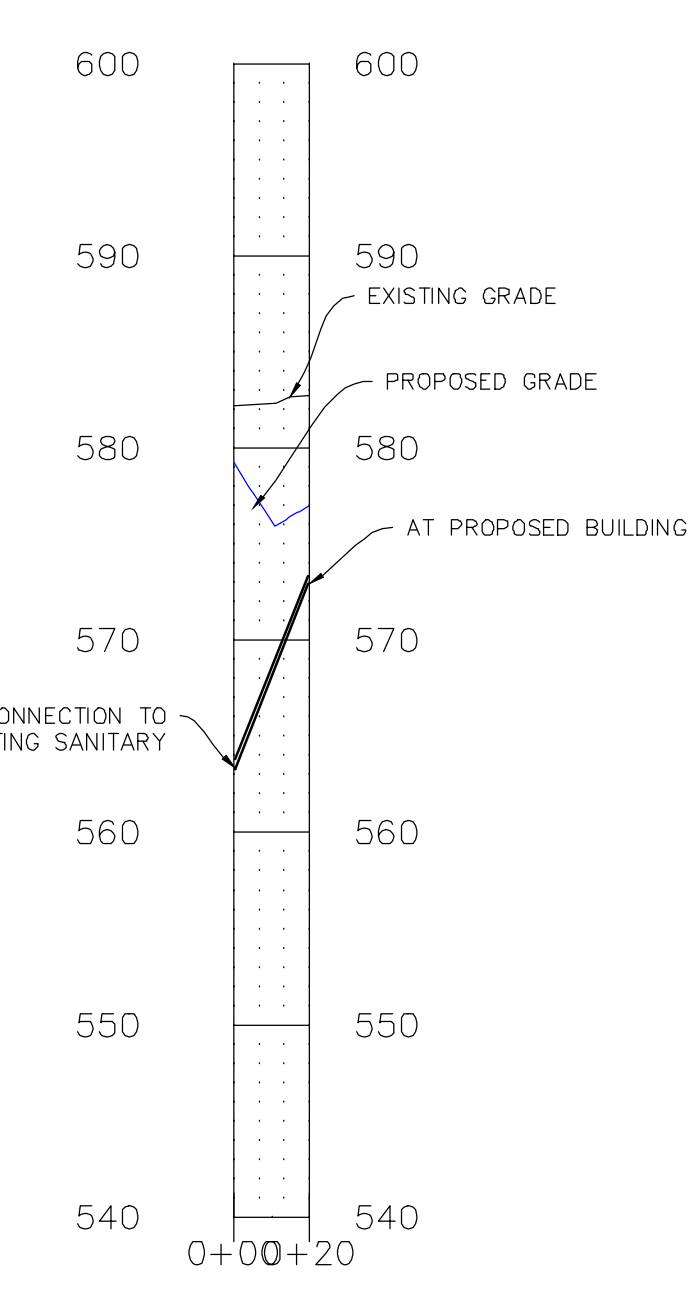 600 600
590 590
EXISTING GRADE
PROPOSED GRADE
580 580
AT PROPOSED BUILDING
570 570
ONNECTION TO
TING SANITARY
560 560
550 550
540 540
0+00 0+20